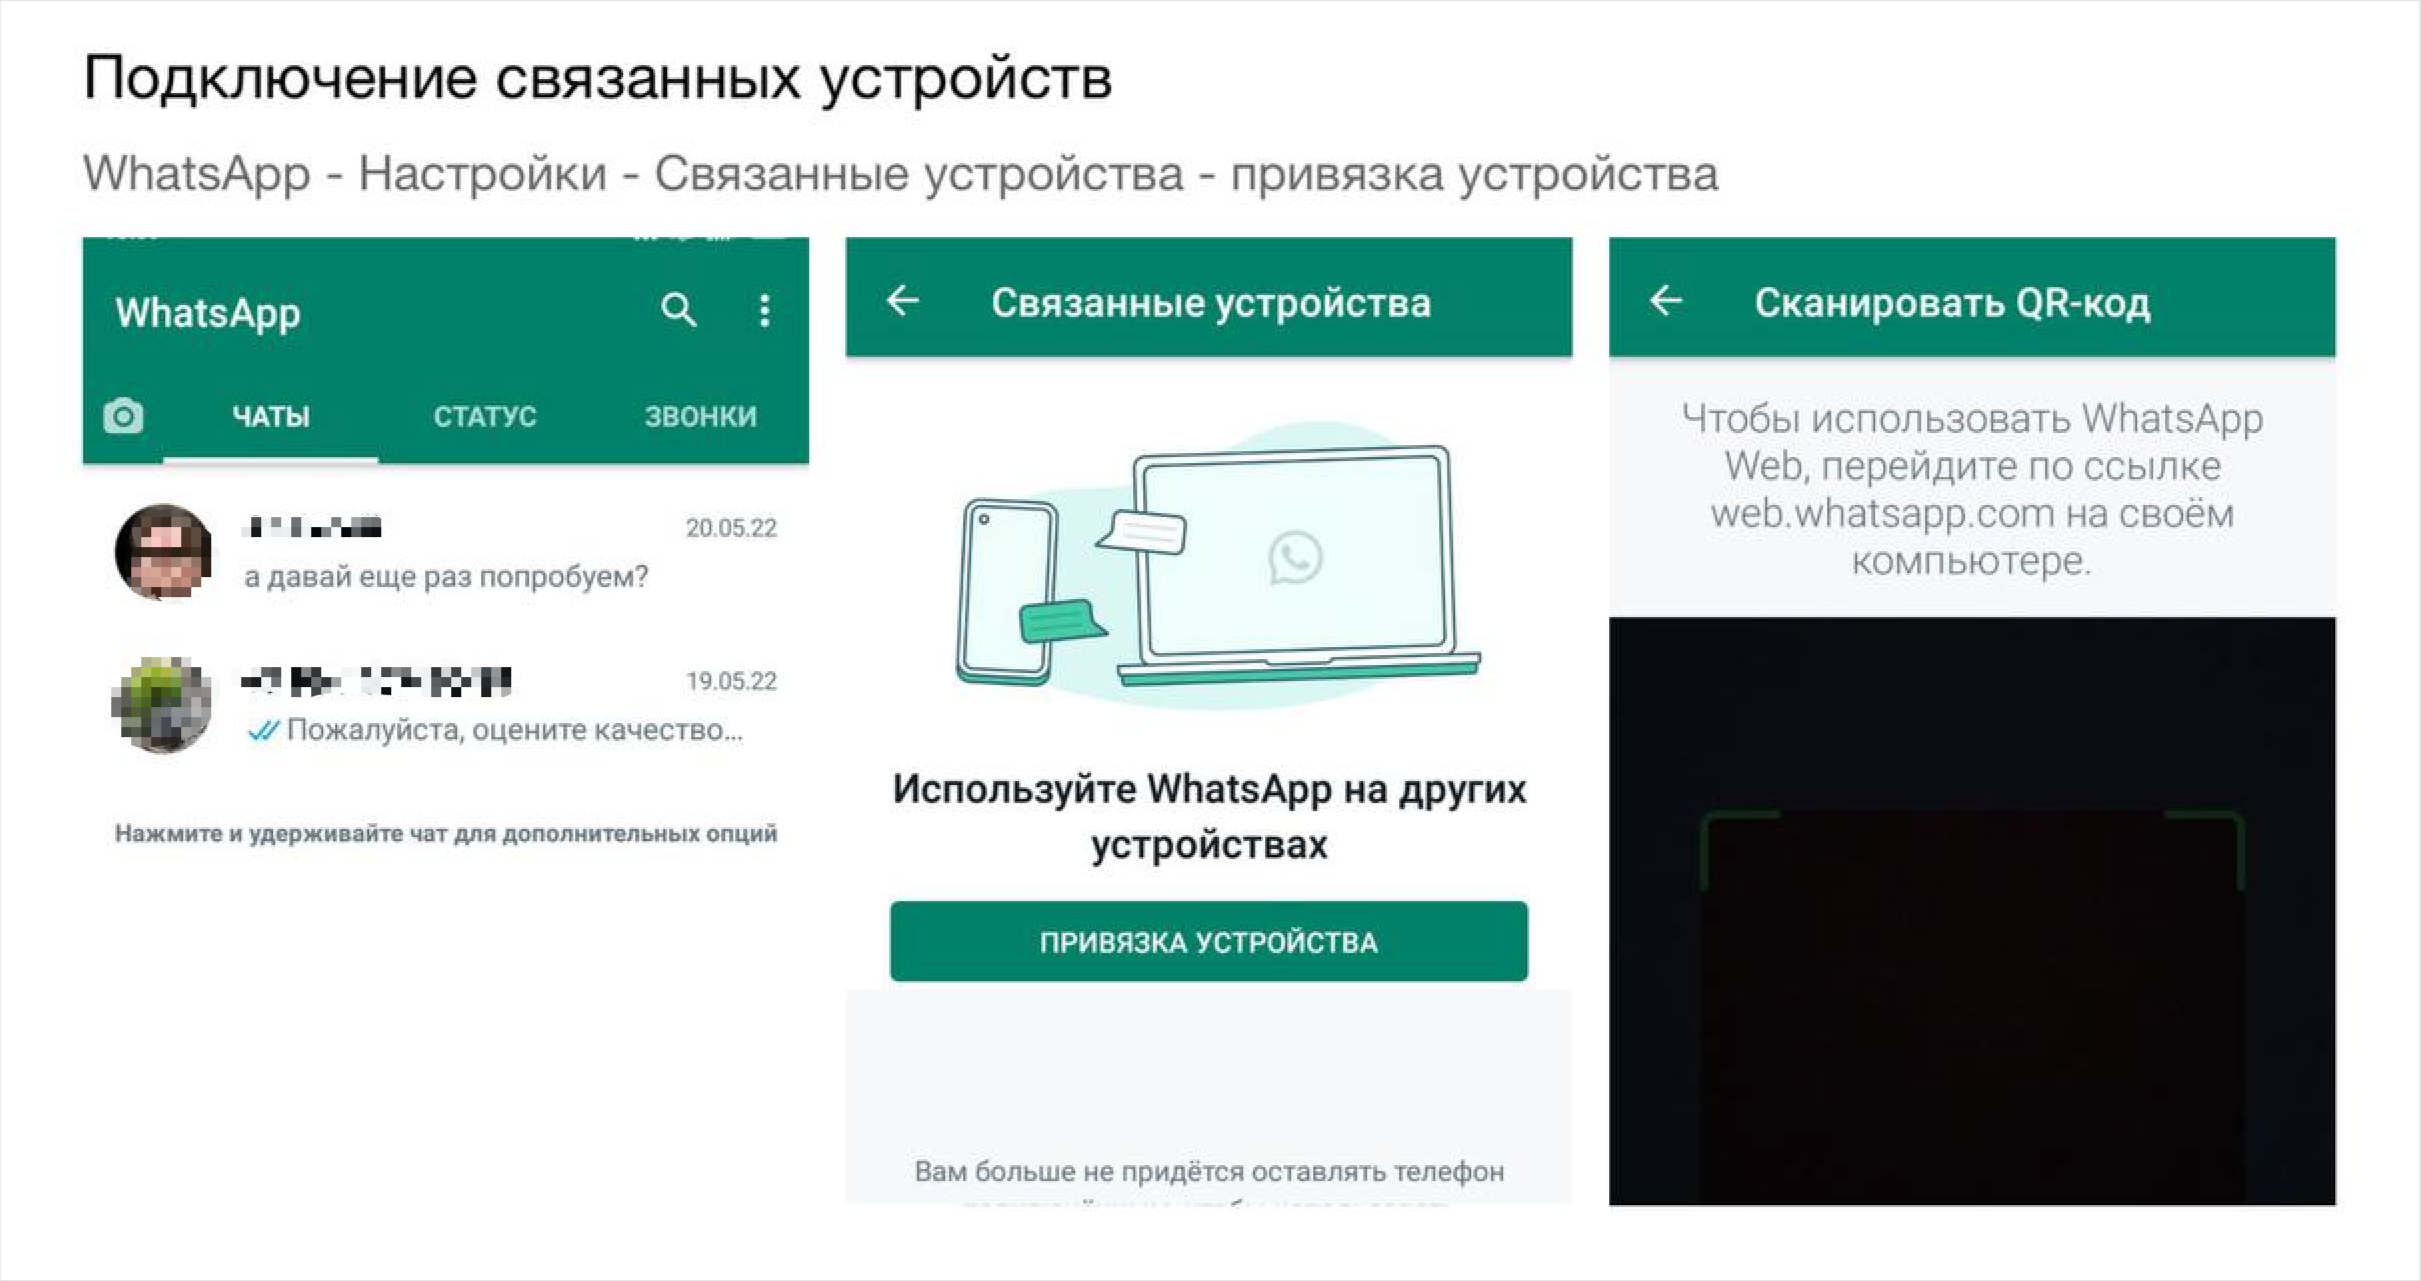 Подключение связанных устройств
WhatsApp - Настройки - Связанные устройства - привязка устройства
WhatsApp
ЧАТЫ СТАТУС ЗВОНКИ
20.05.22
а давай еще раз попробуем?
19.05.22
Пожалуйста, оцените качество...
Нажмите и удерживайте чат для дополнительных опций
Связанные устройства
Используйте WhatsApp на других
устройствах
ПРИВЯЗКА УСТРОЙСТВА
Вам больше не придётся оставлять телефон
Сканировать QR-код
Чтобы использовать WhatsApp
Web, перейдите по ссылке
web.whatsapp.com на своём
компьютере.